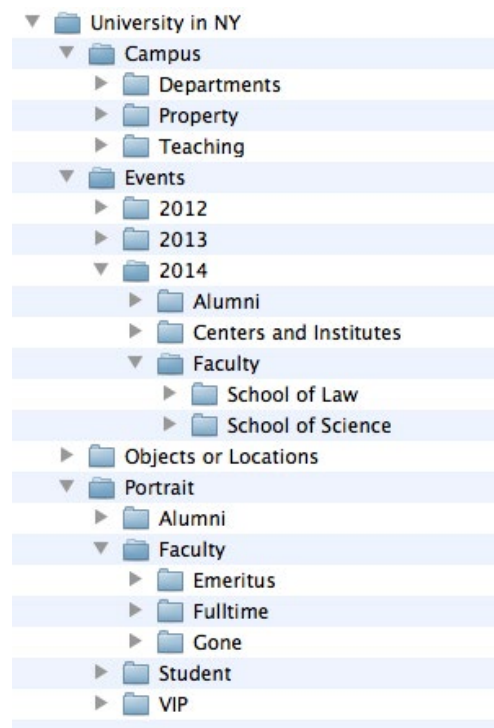 University in NY
Campus
Departments
Property
Teaching
Events
2012
2013
2014
Alumni
Centers and Institutes
Faculty
School of Law
School of Science
Objects or Locations
Portrait
Alumni
Faculty
Emeritus
Fulltime
Gone
Student
VIP